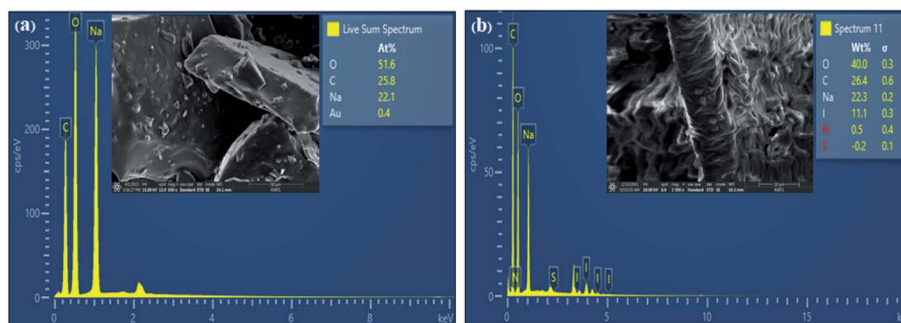 (a)
O
Na
C
300
200
100
0
cps/eV
0
2
4
6
8
keV
Live Sum Spectrum
At%
O 51.6
C 25.8
Na 22.1
Au 0.4
(b)
C
O
Na
N
S
I
I
I
I
100
50
0
cps/eV
0
5
10
15
keV
Spectrum 11
Wt% σ
O 40.0 0.3
C 26.4 0.6
Na 22.3 0.2
I 11.1 0.3
N 0.5 0.4
S -0.2 0.1